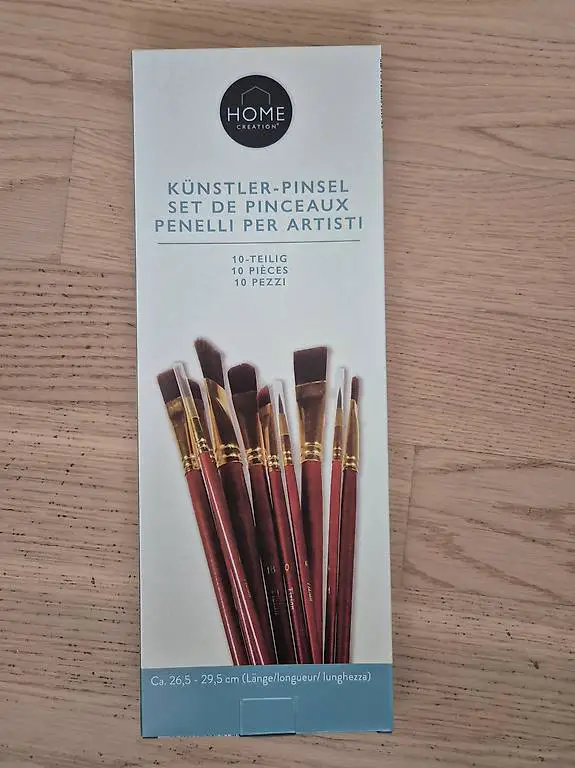 HOME
CREATION®
KÜNSTLER-PINSEL
SET DE PINCEAUX
PENELLI PER ARTISTI
10-TEILIG
10 PIÈCES
10 PEZZI
Ca. 26,5 - 29,5 cm (Länge/longueur/ lunghezza)